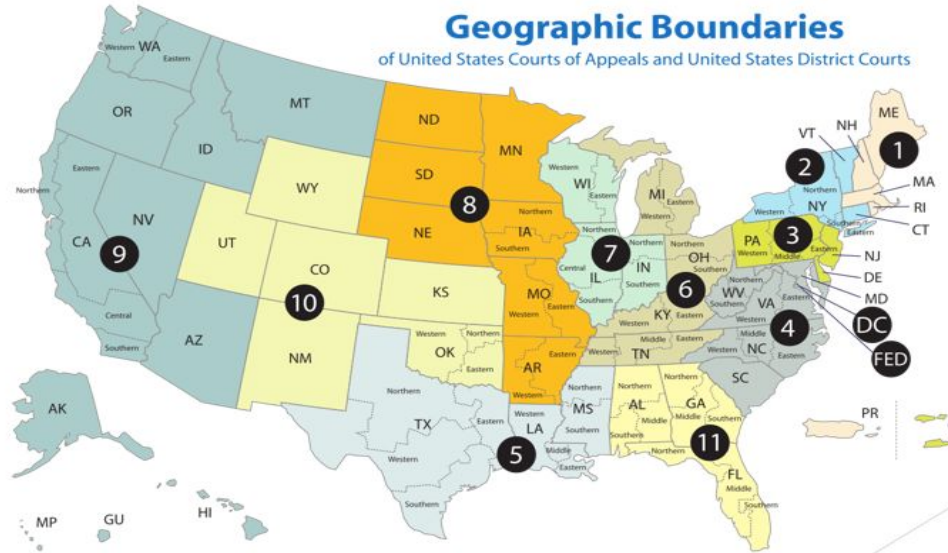 Geographic Boundaries
of United States Courts of Appeals and United States District Courts
WA
Western
Eastern
OR
ID
MT
Northern
Eastern
CA
NV
9
Central
Southern
AZ
WY
UT
CO
10
NM
KS
Western
Northern
OK
Eastern
ND
SD
8
NE
MN
Northern
IA
Southern
MO
Western
Eastern
Eastern
AR
Western
Western
WI
Eastern
Northern
7
Central
IL
Southern
Northern
IN
Southern
MI
Western
Eastern
Northern
OH
Southern
6
KY
Western
Eastern
Western
Middle
Eastern
TN
VT
NH
ME
1
2
Northern
NY
Western
Southern
Eastern
MA
RI
CT
PA
3
Western
Middle
Eastern
NJ
DE
MD
DC
FED
Northern
WV
Southern
VA
Eastern
Western
4
Middle
NC
Western
Eastern
SC
Northern
TX
Eastern
Western
Southern
Western
LA
5
Middle
Eastern
Northern
MS
Southern
Northern
AL
Middle
Southern
Northern
GA
Middle
Southern
11
Northern
FL
Middle
Southern
PR
AK
MP
GU
HI